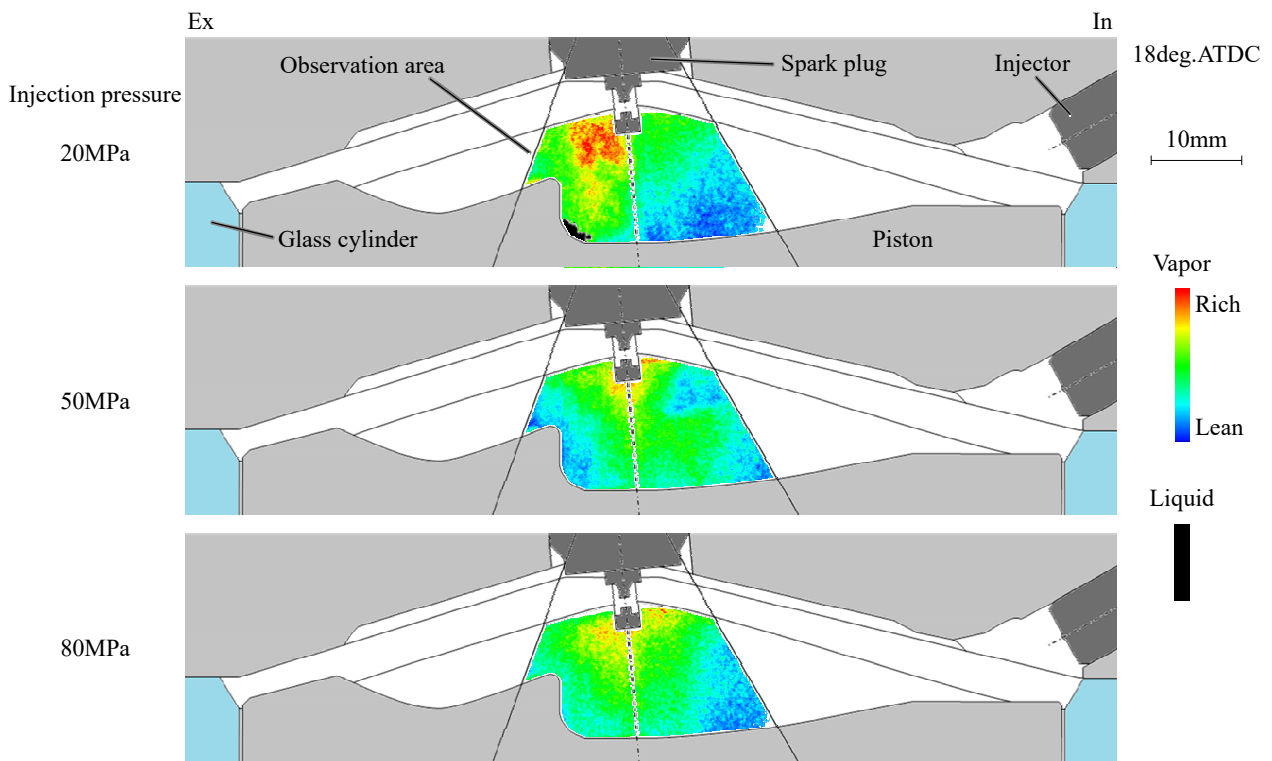 Ex
In
18deg.ATDC
Observation area
Spark plug
Injector
Injection pressure
20MPa
10mm
Glass cylinder
Piston
Vapor
Rich
50MPa
Lean
Liquid
80MPa